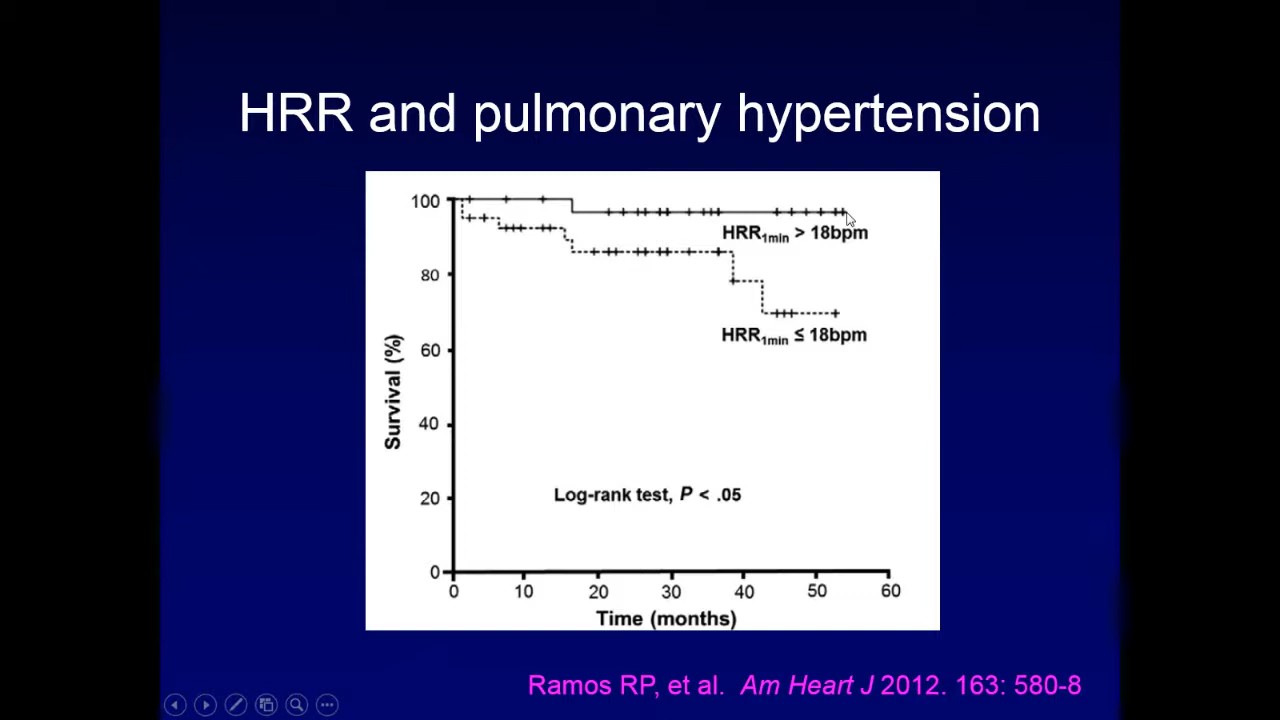 HRR and pulmonary hypertension
100
80
60
40
20
0
Survival (%)
HRR1min > 18bpm
HRR1min ≤ 18bpm
Log-rank test, P < .05
0 10 20 30 40 50 60
Time (months)
Ramos RP, et al. Am Heart J 2012. 163: 580-8